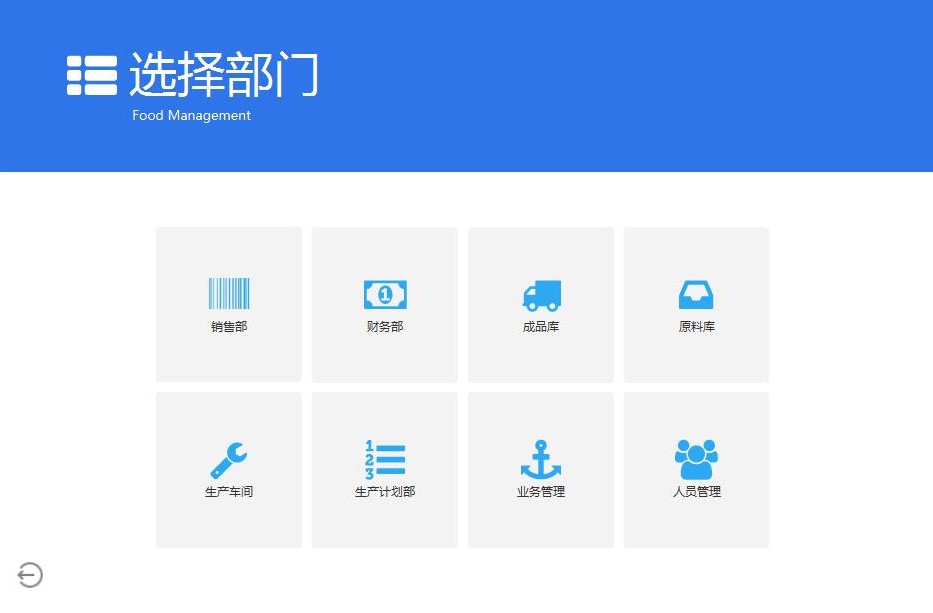 选择部门
Food Management
销售部
财务部
成品库
原料库
生产车间
生产计划部
业务管理
人员管理